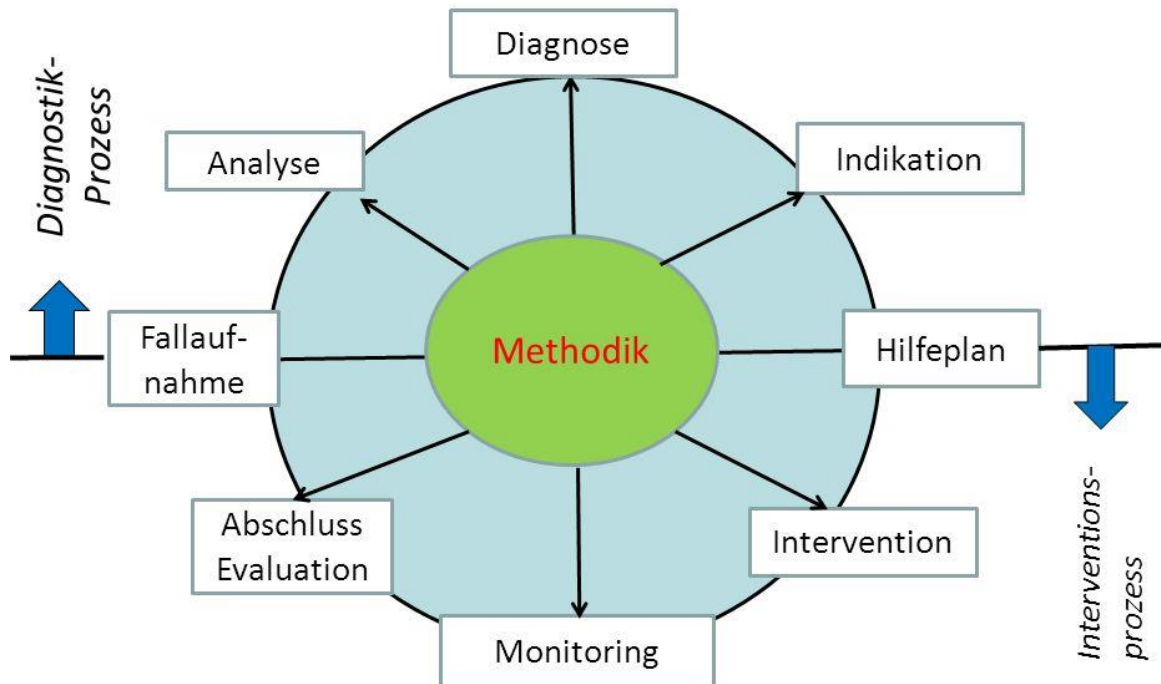 Diagnose
Diagnostik-
Prozess
Analyse
Indikation
Fallauf-
nahme
Methodik
Hilfeplan
Abschluss
Evaluation
Intervention
Monitoring
Interventions-
prozess